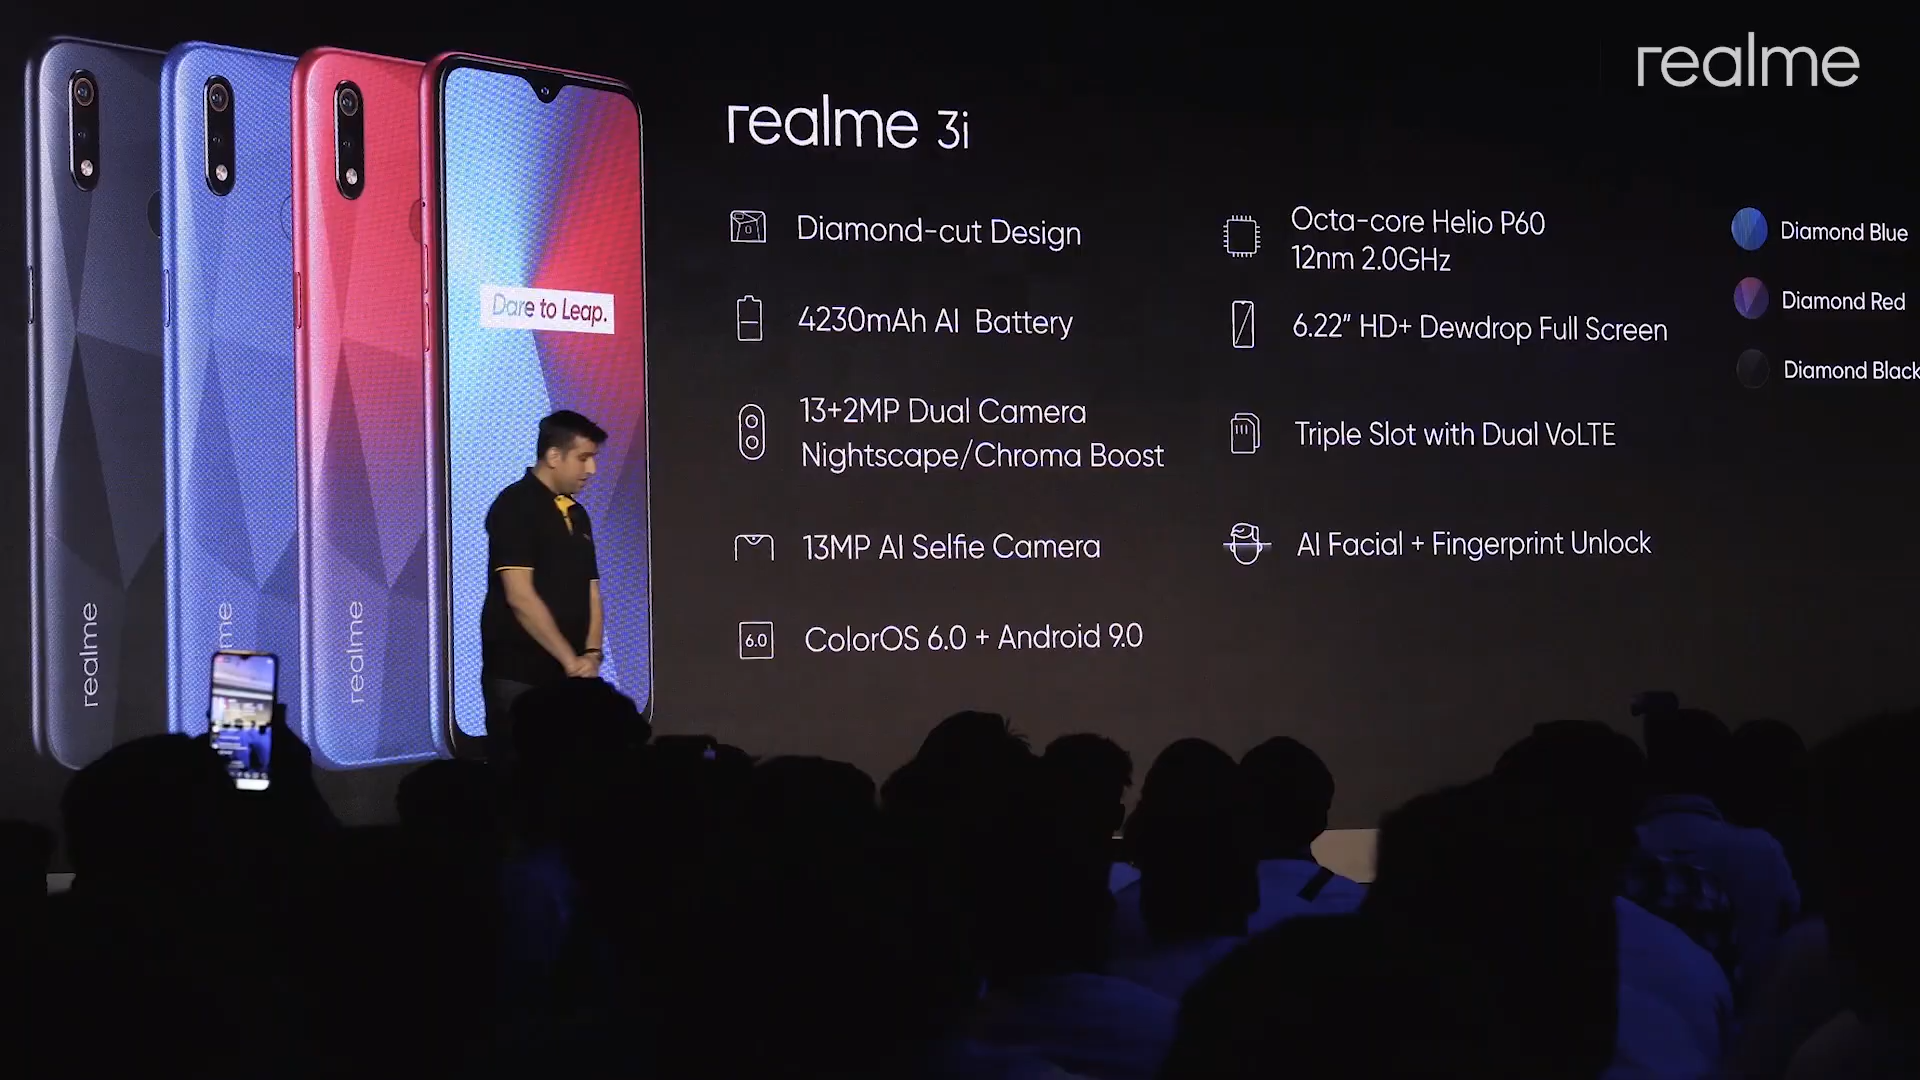 realme
realme 3i
Diamond-cut Design
4230mAh AI Battery
13+2MP Dual Camera
Nightscape/Chroma Boost
13MP AI Selfie Camera
6.0
ColorOS 6.0 + Android 9.0
Octa-core Helio P60
12nm 2.0GHz
6.22" HD+ Dewdrop Full Screen
Triple Slot with Dual VoLTE
AI Facial + Fingerprint Unlock
Diamond Blue
Diamond Red
Diamond Black
Dare to Leap.
realme
me
realme